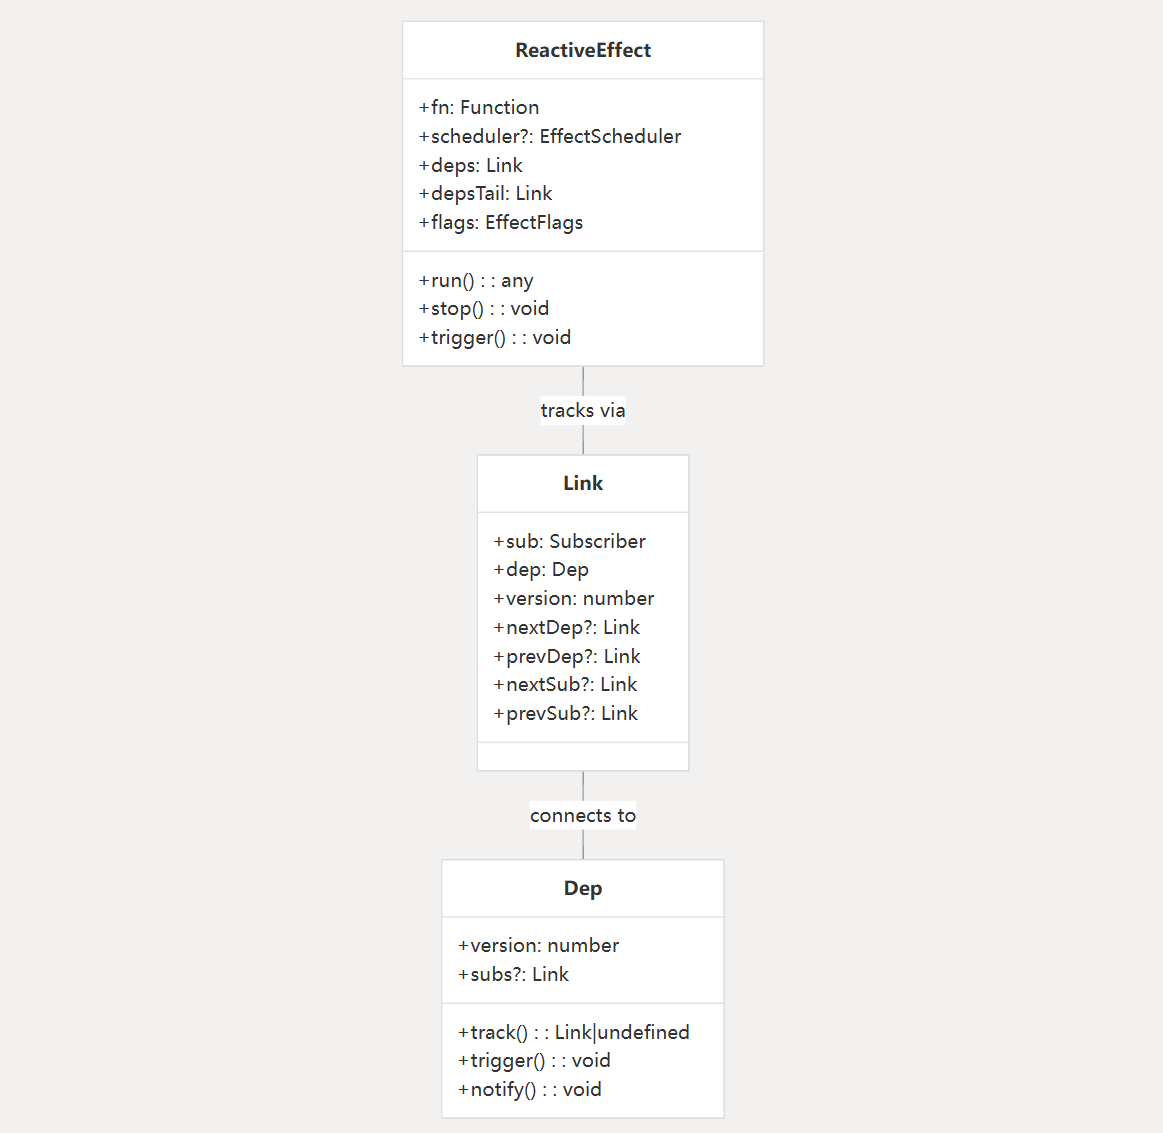 ReactiveEffect
+fn: Function
+scheduler?: EffectScheduler
+deps: Link
+depsTail: Link
+flags: EffectFlags
+run() : : any
+stop() : : void
+trigger() : : void
tracks via
Link
+sub: Subscriber
+dep: Dep
+version: number
+nextDep?: Link
+prevDep?: Link
+nextSub?: Link
+prevSub?: Link
connects to
Dep
+version: number
+subs?: Link
+track() : : Link|undefined
+trigger() : : void
+notify() : : void